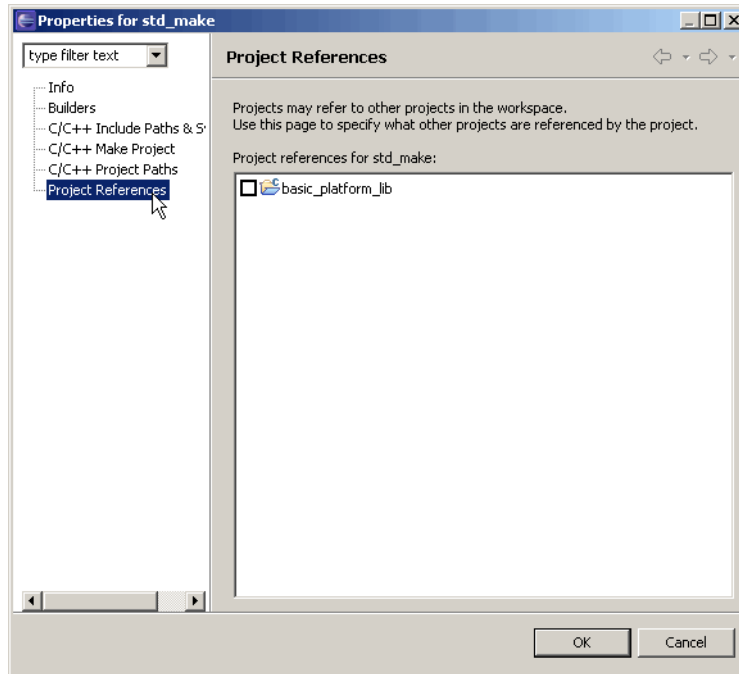 Properties for std_make
type filter text
Info
Builders
C/C++ Include Paths & S
C/C++ Make Project
C/C++ Project Paths
Project References
Project References
Projects may refer to other projects in the workspace.
Use this page to specify what other projects are referenced by the project.
Project references for std_make:
basic_platform_lib
OK
Cancel